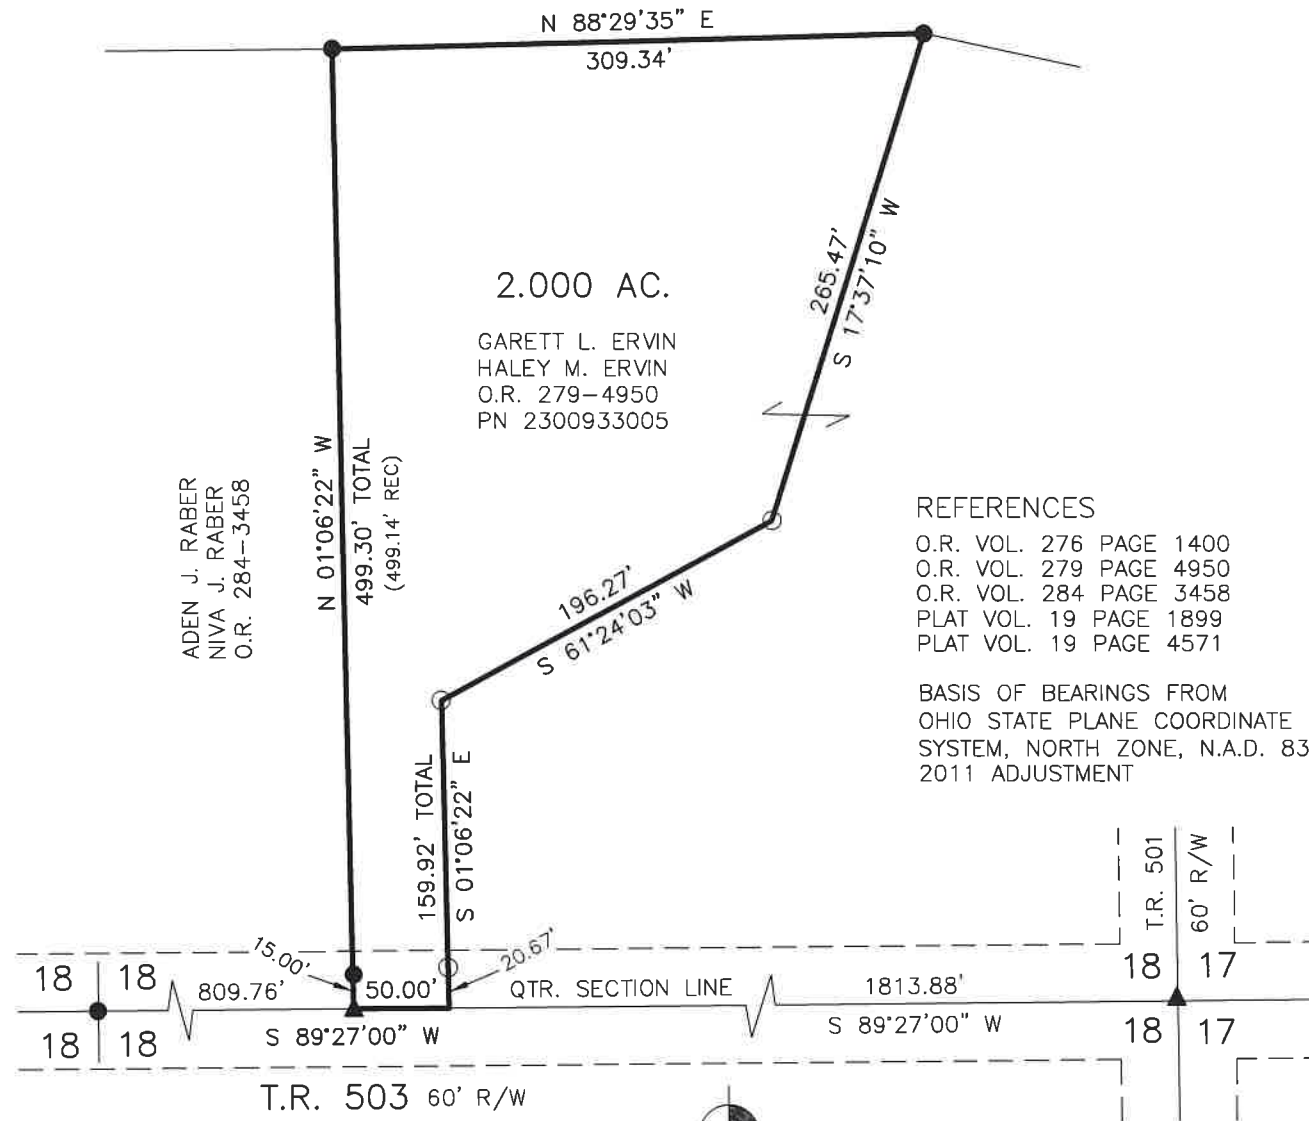 N 88°29'35" E
309.34'
265.47'
S 17°37'10" W
2.000 AC.
GARETT L. ERVIN
HALEY M. ERVIN
O.R. 279-4950
PN 2300933005
N 01°06'22" W
499.30' TOTAL
(499.14' REC)
ADEN J. RABER
NIVA J. RABER
O.R. 284-3458
196.27'
S 61°24'03" W
REFERENCES
O.R. VOL. 276 PAGE 1400
O.R. VOL. 279 PAGE 4950
O.R. VOL. 284 PAGE 3458
PLAT VOL. 19 PAGE 1899
PLAT VOL. 19 PAGE 4571
BASIS OF BEARINGS FROM
OHIO STATE PLANE COORDINATE
SYSTEM, NORTH ZONE, N.A.D. 83
2011 ADJUSTMENT
159.92' TOTAL
S 01°06'22" E
T.R. 501
60' R/W
15.00'
20.67'
18 18
809.76'
50.00'
QTR. SECTION LINE
1813.88'
18 17
18 18
S 89°27'00" W
S 89°27'00" W
18 17
T.R. 503 60' R/W